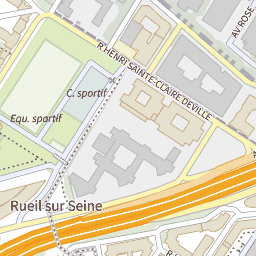 AV. ROSE
R. HENRI SAINTE-CLAIRE DEVILLE
C. sportif
Equ. sportif
Rueil sur Seine